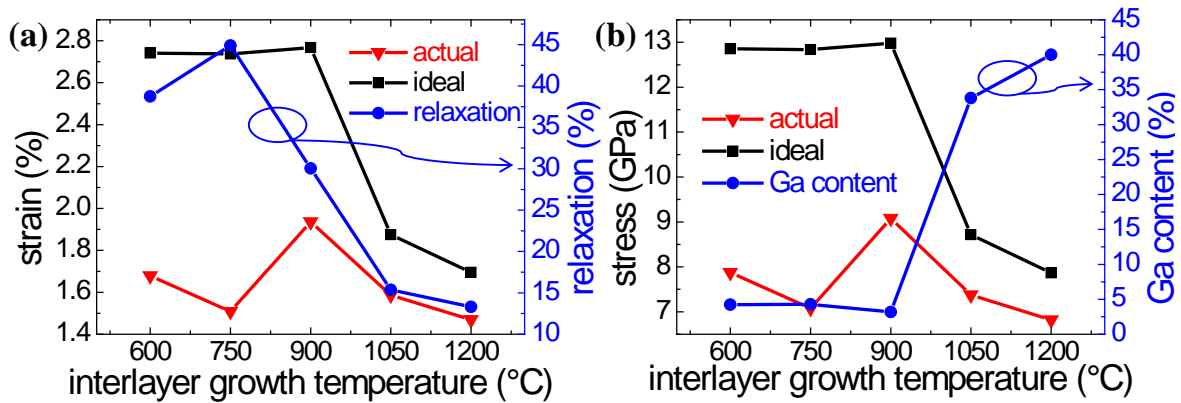 (a)
2.8
2.6
2.4
2.2
2.0
1.8
1.6
1.4
strain (%)
actual
ideal
relaxation
45
40
35
30
25
20
15
10
relaxation (%)
600 750 900 1050 1200
interlayer growth temperature (°C)
(b)
13
12
11
10
9
8
7
stress (GPa)
actual
ideal
Ga content
45
40
35
30
25
20
15
10
5
0
Ga content (%)
600 750 900 1050 1200
interlayer growth temperature (°C)